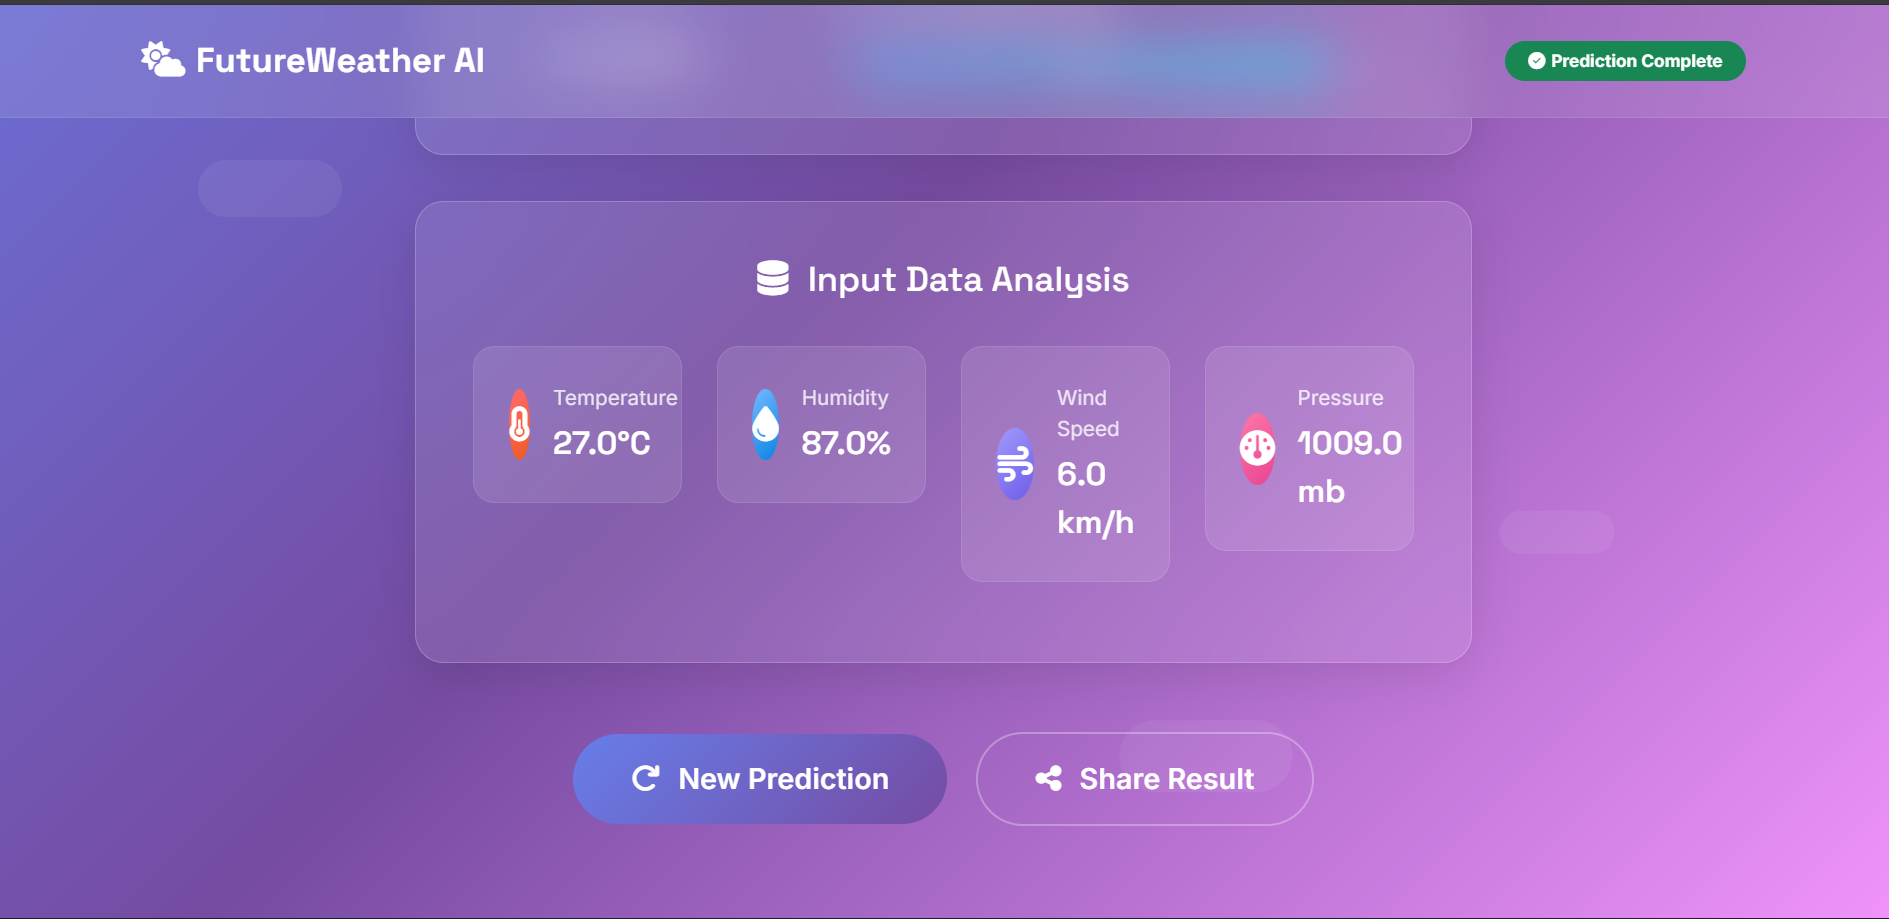 FutureWeather AI
Prediction Complete
Input Data Analysis
Temperature
27.0°C
Humidity
87.0%
Wind
Speed
6.0
km/h
Pressure
1009.0
mb
New Prediction
Share Result